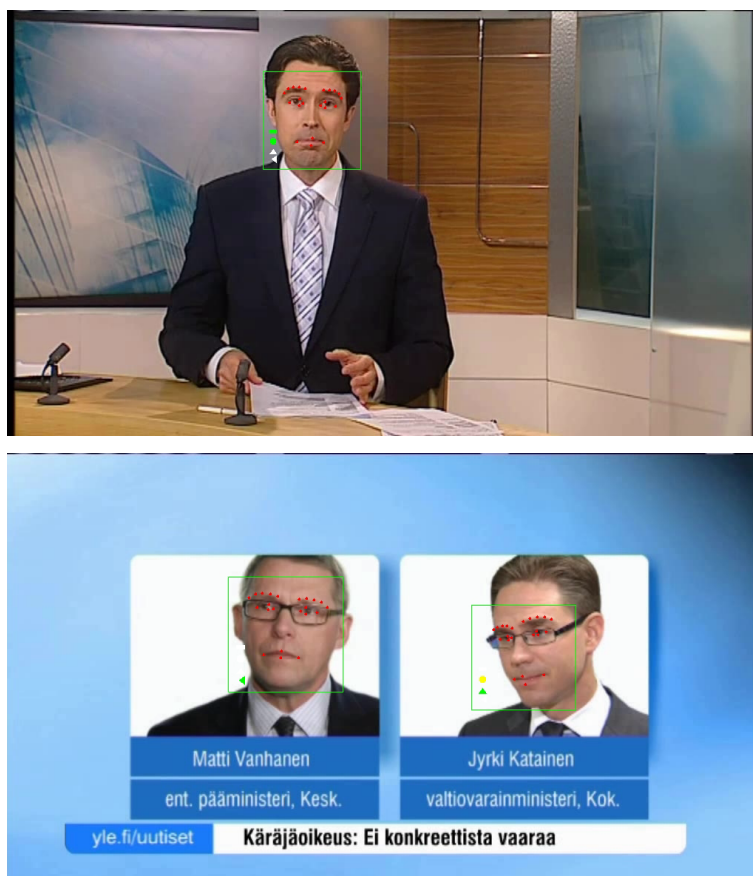 Matti Vanhanen
Jyrki Katainen
ent. pääministeri, Kesk.
valtiovarainministeri, Kok.
yle.fi/uutiset
Käräjäoikeus: Ei konkreettista vaaraa